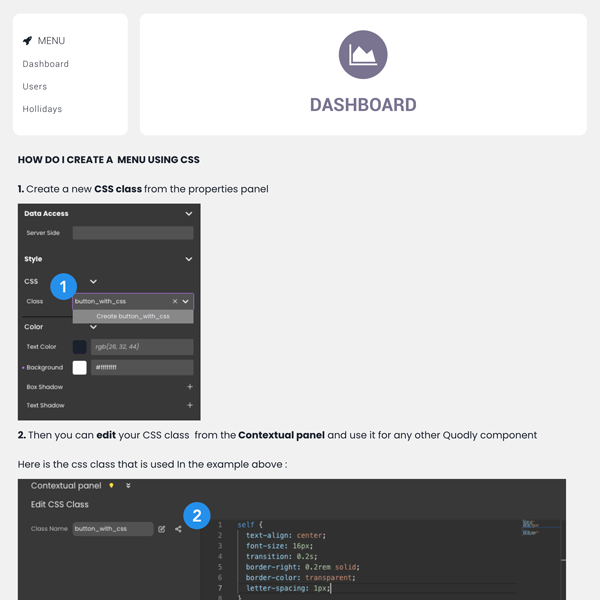 MENU
Dashboard
Users
Hollidays
DASHBOARD
HOW DO I CREATE A MENU USING CSS
1. Create a new CSS class from the properties panel
Data Access
Server Side
Style
CSS
1
Class button_with_css
Create button_with_css
Color
Text Color rgb(26, 32, 44)
Background #ffffffff
Box Shadow
Text Shadow
2. Then you can edit your CSS class from the Contextual panel and use it for any other Quodly component
Here is the css class that is used In the example above :
Contextual panel
Edit CSS Class
Class Name button_with_css
2
1 self {
2 text-align: center;
3 font-size: 16px;
4 transition: 0.2s;
5 border-right: 0.2rem solid;
6 border-color: transparent;
7 letter-spacing: 1px;
8 }